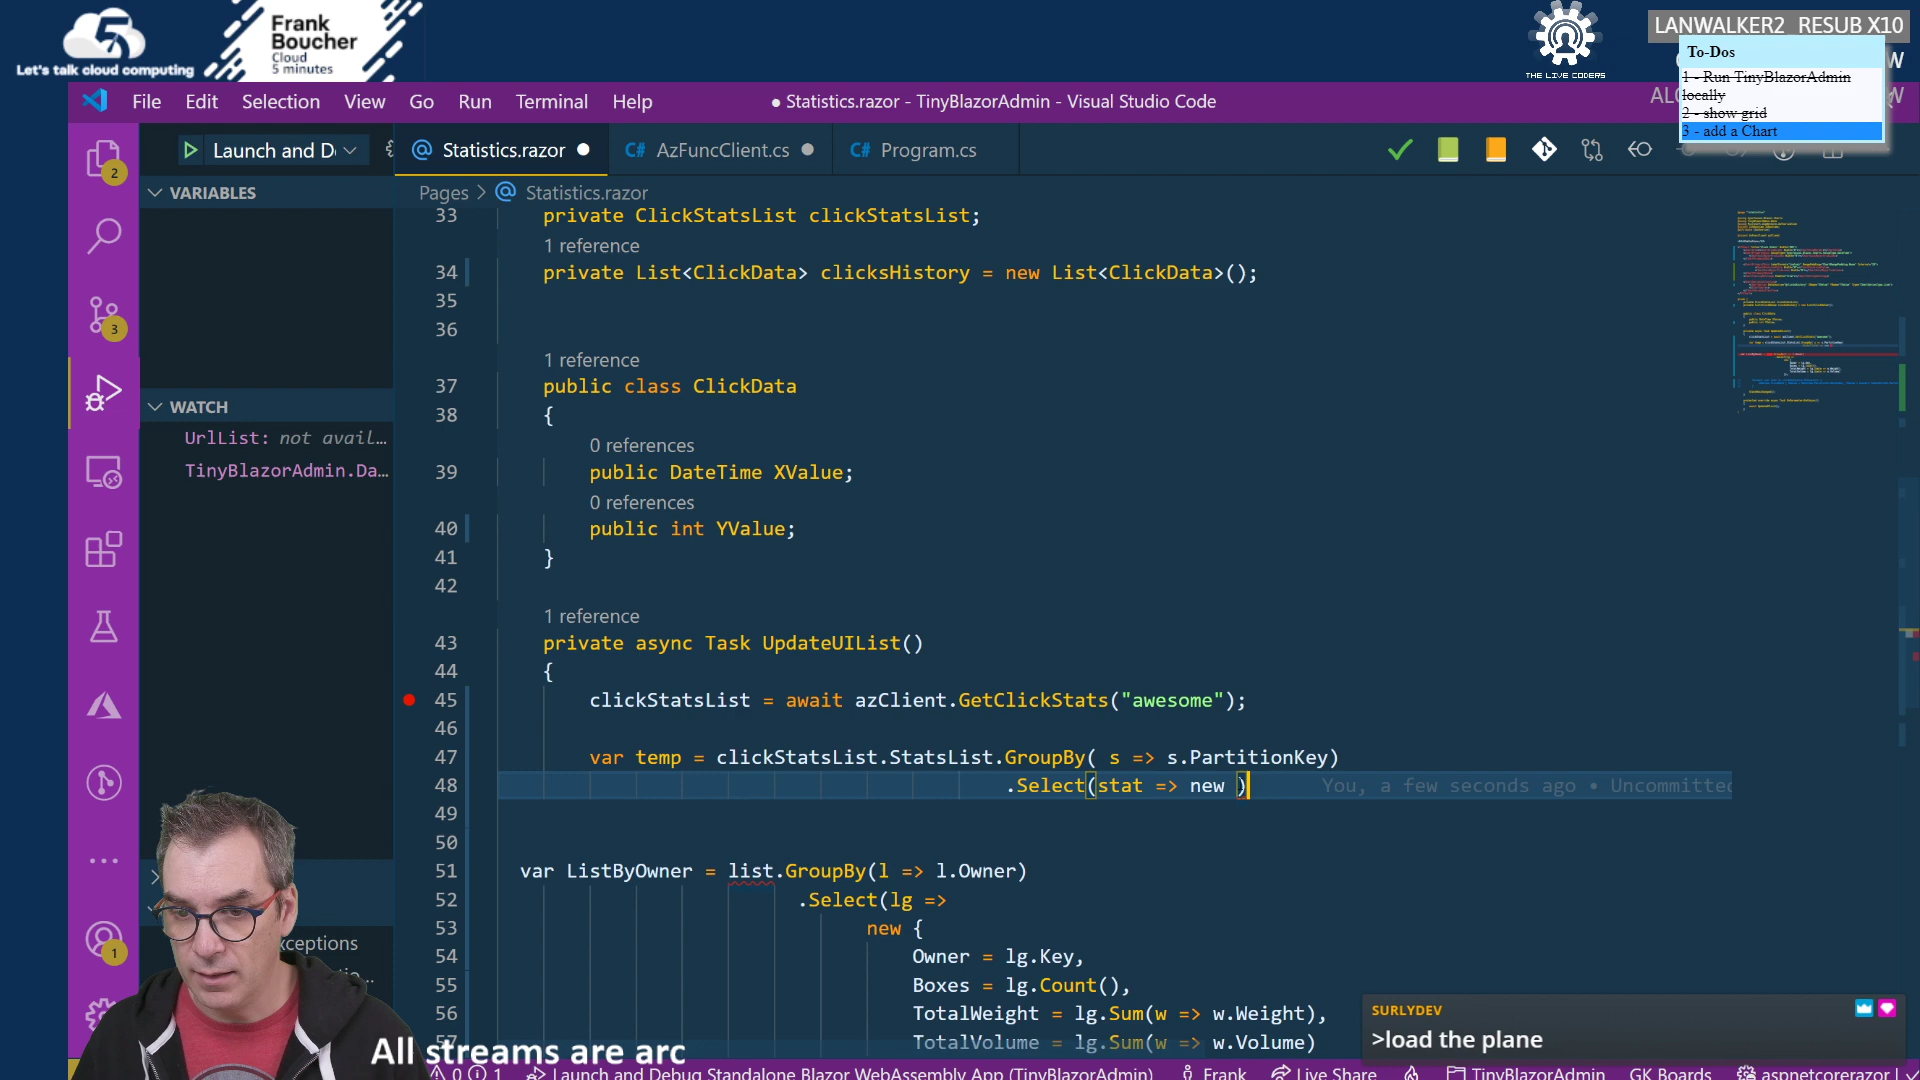 Let's talk cloud computing
Frank
Boucher
Cloud
5 minutes
THE LIVE CODERS
LANWALKER2 RESUB X10
To-Dos
1 - Run TinyBlazorAdmin
locally
2 - show grid
3 - add a Chart
File Edit Selection View Go Run Terminal Help
● Statistics.razor - TinyBlazorAdmin - Visual Studio Code
Launch and D
Statistics.razor
C# AzFuncClient.cs
C# Program.cs
VARIABLES
Pages > Statistics.razor
33 private ClickStatsList clickStatsList;
1 reference
34 private List<ClickData> clicksHistory = new List<ClickData>();
35
36
1 reference
37 public class ClickData
38 {
0 references
39 public DateTime XValue;
0 references
40 public int YValue;
41 }
42
1 reference
43 private async Task UpdateUIList()
44 {
45 clickStatsList = await azClient.GetClickStats("awesome");
46
47 var temp = clickStatsList.StatsList.GroupBy( s => s.PartitionKey)
48 .Select(stat => new ) You, a few seconds ago • Uncommitted
49
50
51 var ListByOwner = list.GroupBy(l => l.Owner)
52 .Select(lg =>
53 new {
54 Owner = lg.Key,
55 Boxes = lg.Count(),
56 TotalWeight = lg.Sum(w => w.Weight),
57 TotalVolume = lg.Sum(w => w.Volume)
WATCH
UrlList: not avail…
TinyBlazorAdmin.Da…
2
3
1
xceptions
SURLYDEV
>load the plane
All streams are arc
0 1 Launch and Debug Standalone Blazor WebAssembly App (TinyBlazorAdmin) Frank Live Share TinyBlazorAdmin GK Boards aspnetcorerazor